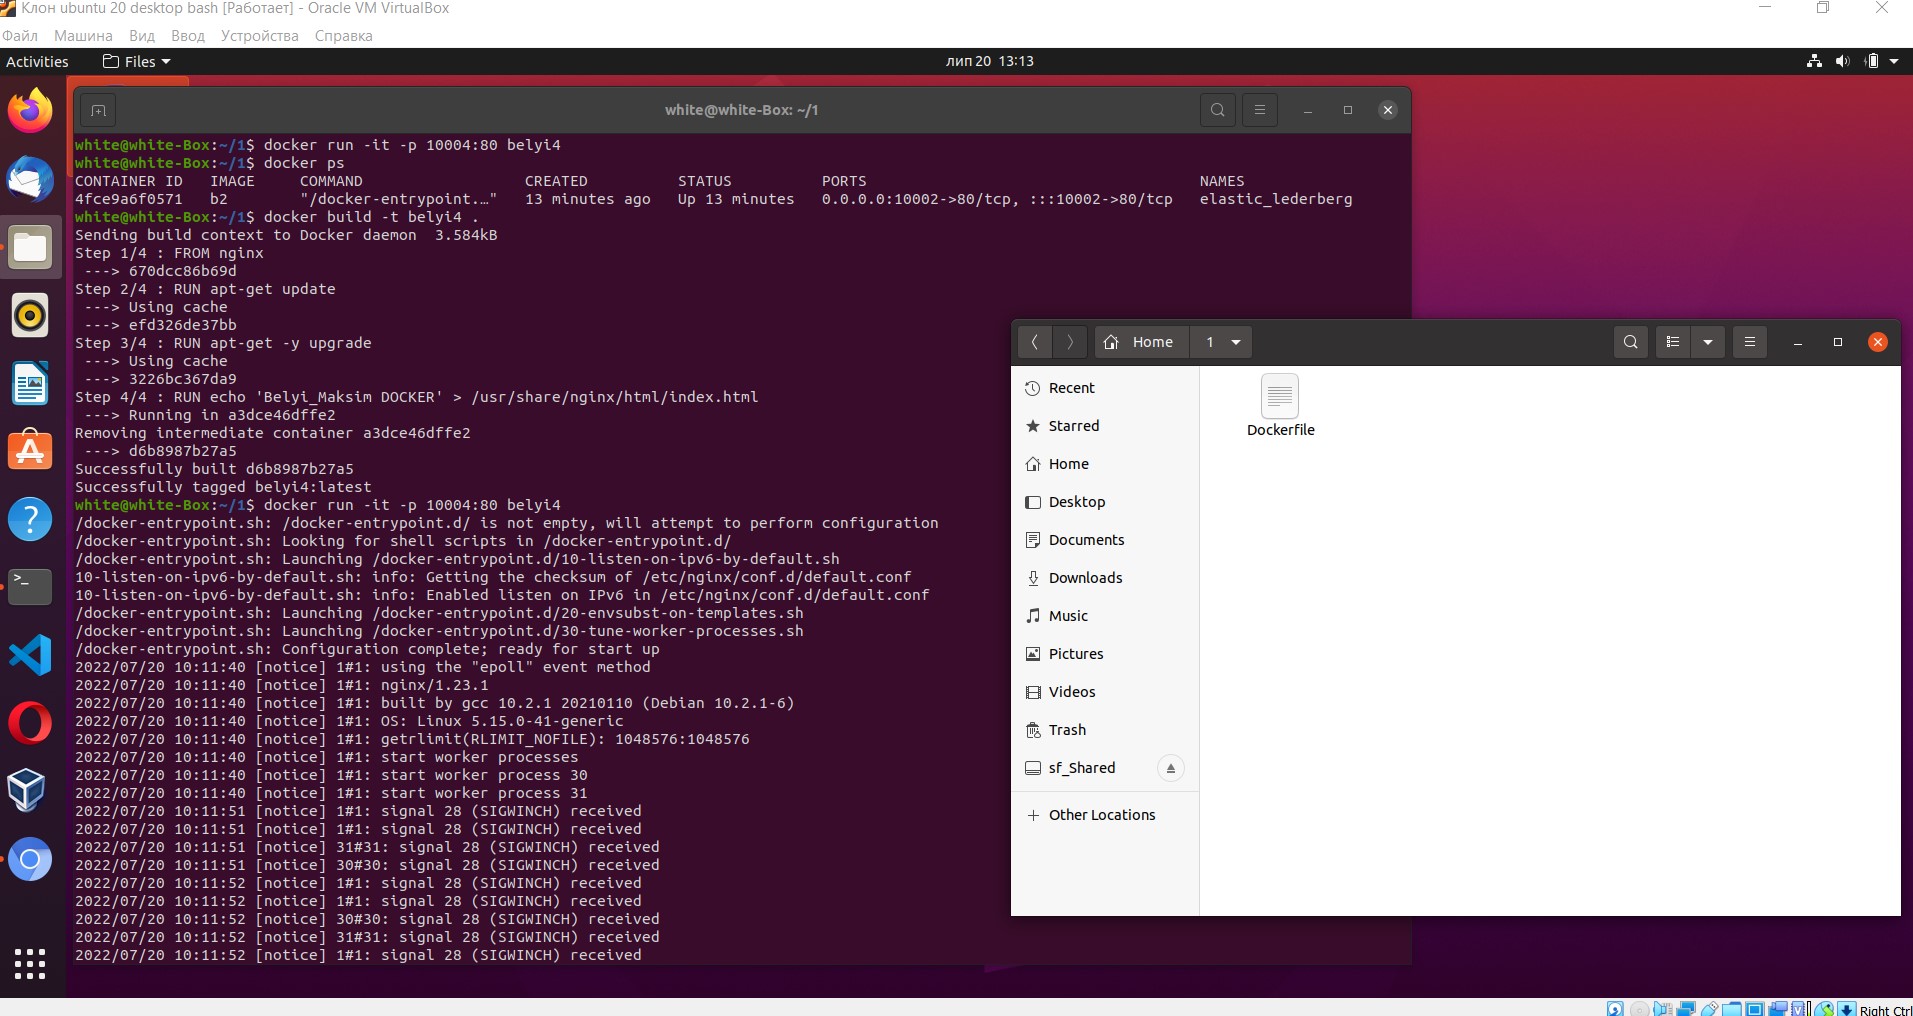 Клон ubuntu 20 desktop bash [Работает] - Oracle VM VirtualBox
Файл Машина Вид Ввод Устройства Справка
Activities Files лип 20 13:13
white@white-Box: ~/1
white@white-Box:~/1$ docker run -it -p 10004:80 belyi4
white@white-Box:~/1$ docker ps
CONTAINER ID IMAGE COMMAND CREATED STATUS PORTS NAMES
4fce9a6f0571 b2 "/docker-entrypoint.…" 13 minutes ago Up 13 minutes 0.0.0.0:10002->80/tcp, :::10002->80/tcp elastic_lederberg
white@white-Box:~/1$ docker build -t belyi4 .
Sending build context to Docker daemon 3.584kB
Step 1/4 : FROM nginx
---> 670dcc86b69d
Step 2/4 : RUN apt-get update
---> Using cache
---> efd326de37bb
Step 3/4 : RUN apt-get -y upgrade
---> Using cache
---> 3226bc367da9
Step 4/4 : RUN echo 'Belyi_Maksim DOCKER' > /usr/share/nginx/html/index.html
---> Running in a3dce46dffe2
Removing intermediate container a3dce46dffe2
---> d6b8987b27a5
Successfully built d6b8987b27a5
Successfully tagged belyi4:latest
white@white-Box:~/1$ docker run -it -p 10004:80 belyi4
/docker-entrypoint.sh: /docker-entrypoint.d/ is not empty, will attempt to perform configuration
/docker-entrypoint.sh: Looking for shell scripts in /docker-entrypoint.d/
/docker-entrypoint.sh: Launching /docker-entrypoint.d/10-listen-on-ipv6-by-default.sh
10-listen-on-ipv6-by-default.sh: info: Getting the checksum of /etc/nginx/conf.d/default.conf
10-listen-on-ipv6-by-default.sh: info: Enabled listen on IPv6 in /etc/nginx/conf.d/default.conf
/docker-entrypoint.sh: Launching /docker-entrypoint.d/20-envsubst-on-templates.sh
/docker-entrypoint.sh: Launching /docker-entrypoint.d/30-tune-worker-processes.sh
/docker-entrypoint.sh: Configuration complete; ready for start up
2022/07/20 10:11:40 [notice] 1#1: using the "epoll" event method
2022/07/20 10:11:40 [notice] 1#1: nginx/1.23.1
2022/07/20 10:11:40 [notice] 1#1: built by gcc 10.2.1 20210110 (Debian 10.2.1-6)
2022/07/20 10:11:40 [notice] 1#1: OS: Linux 5.15.0-41-generic
2022/07/20 10:11:40 [notice] 1#1: getrlimit(RLIMIT_NOFILE): 1048576:1048576
2022/07/20 10:11:40 [notice] 1#1: start worker processes
2022/07/20 10:11:40 [notice] 1#1: start worker process 30
2022/07/20 10:11:40 [notice] 1#1: start worker process 31
2022/07/20 10:11:51 [notice] 1#1: signal 28 (SIGWINCH) received
2022/07/20 10:11:51 [notice] 1#1: signal 28 (SIGWINCH) received
2022/07/20 10:11:51 [notice] 31#31: signal 28 (SIGWINCH) received
2022/07/20 10:11:51 [notice] 30#30: signal 28 (SIGWINCH) received
2022/07/20 10:11:52 [notice] 1#1: signal 28 (SIGWINCH) received
2022/07/20 10:11:52 [notice] 1#1: signal 28 (SIGWINCH) received
2022/07/20 10:11:52 [notice] 30#30: signal 28 (SIGWINCH) received
2022/07/20 10:11:52 [notice] 31#31: signal 28 (SIGWINCH) received
2022/07/20 10:11:52 [notice] 1#1: signal 28 (SIGWINCH) received
Home 1
Recent
Starred
Home
Desktop
Documents
Downloads
Music
Pictures
Videos
Trash
sf_Shared
Other Locations
Dockerfile
Right Ctrl